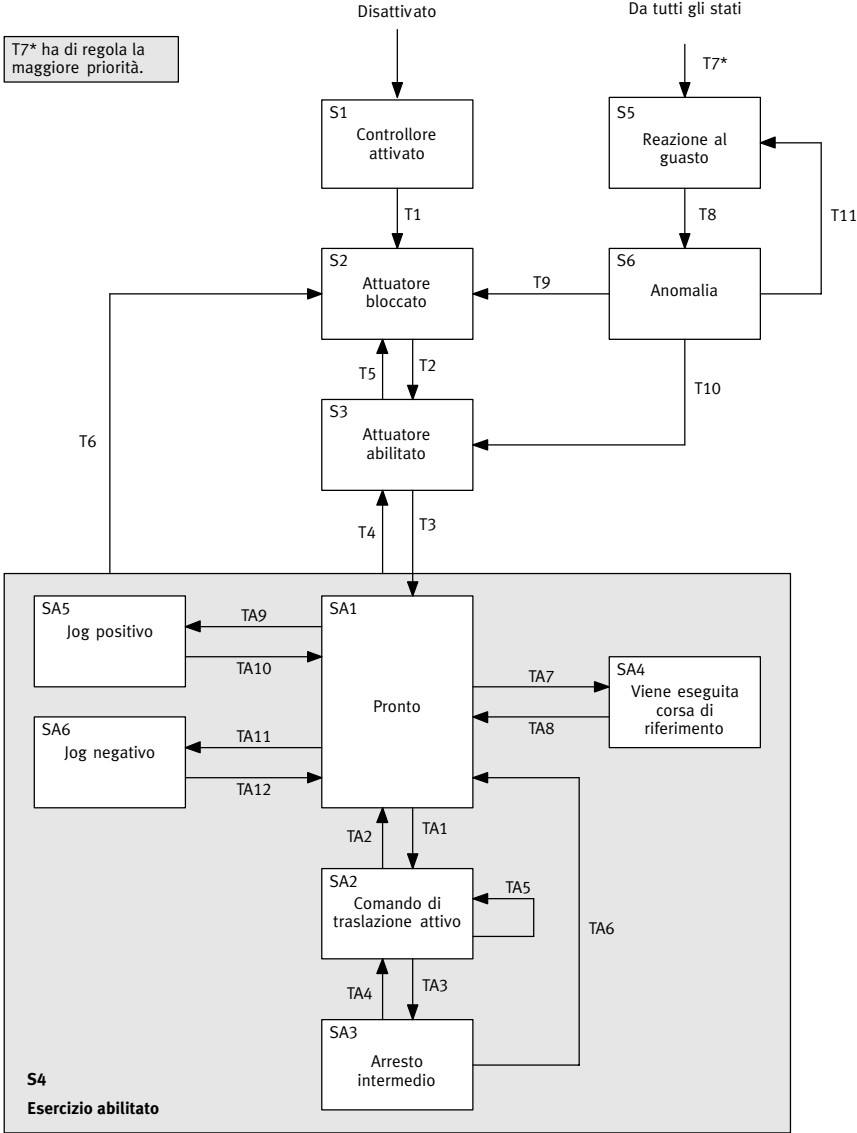 Disattivato
Da tutti gli stati
T7* ha di regola la
maggiore priorità.
T7*
S1
Controllore
attivato
S5
Reazione al
guasto
T1
T8
T11
S2
Attuatore
bloccato
T9
S6
Anomalia
T5
T2
T10
S3
Attuatore
abilitato
T6
T4
T3
SA5
Jog positivo
TA9
TA10
SA1
Pronto
TA7
TA8
SA4
Viene eseguita
corsa di
riferimento
SA6
Jog negativo
TA11
TA12
TA2
TA1
SA2
Comando di
traslazione attivo
TA5
TA6
TA4
TA3
SA3
Arresto
intermedio
S4
Esercizio abilitato